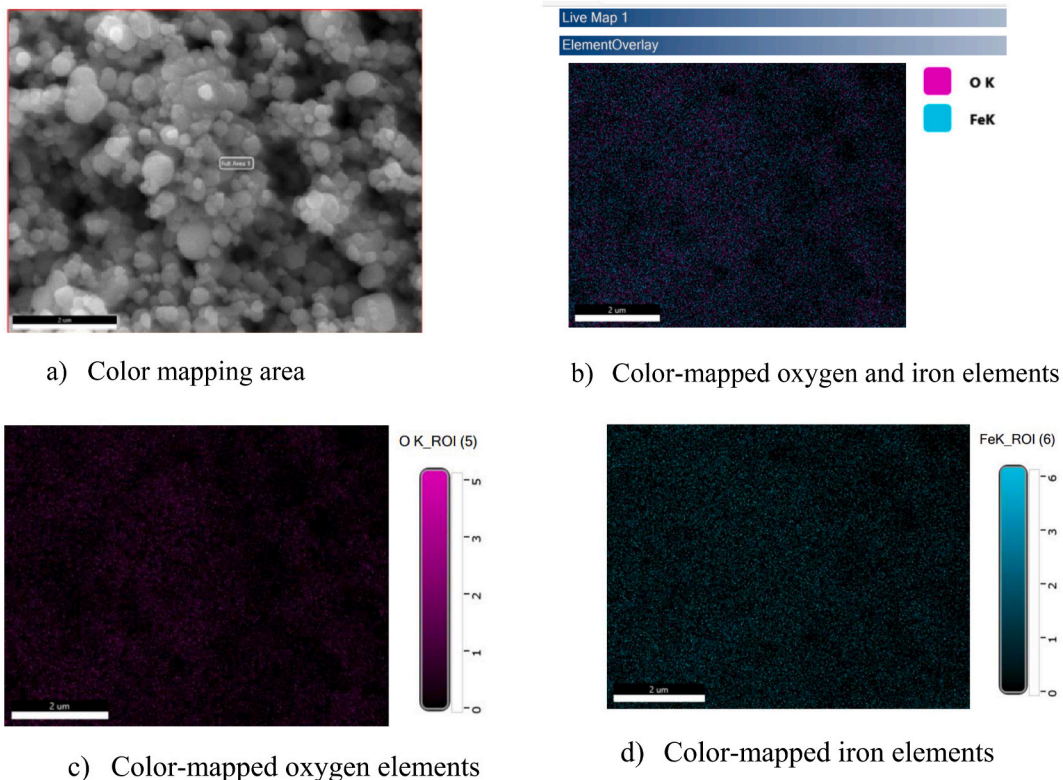 Full Area 1
2 um
a) Color mapping area
Live Map 1
ElementOverlay
O K
FeK
2 um
b) Color-mapped oxygen and iron elements
O K_ROI (5)
5
3
2
1
0
2 um
c) Color-mapped oxygen elements
FeK_ROI (6)
6
4
3
2
1
0
2 um
d) Color-mapped iron elements